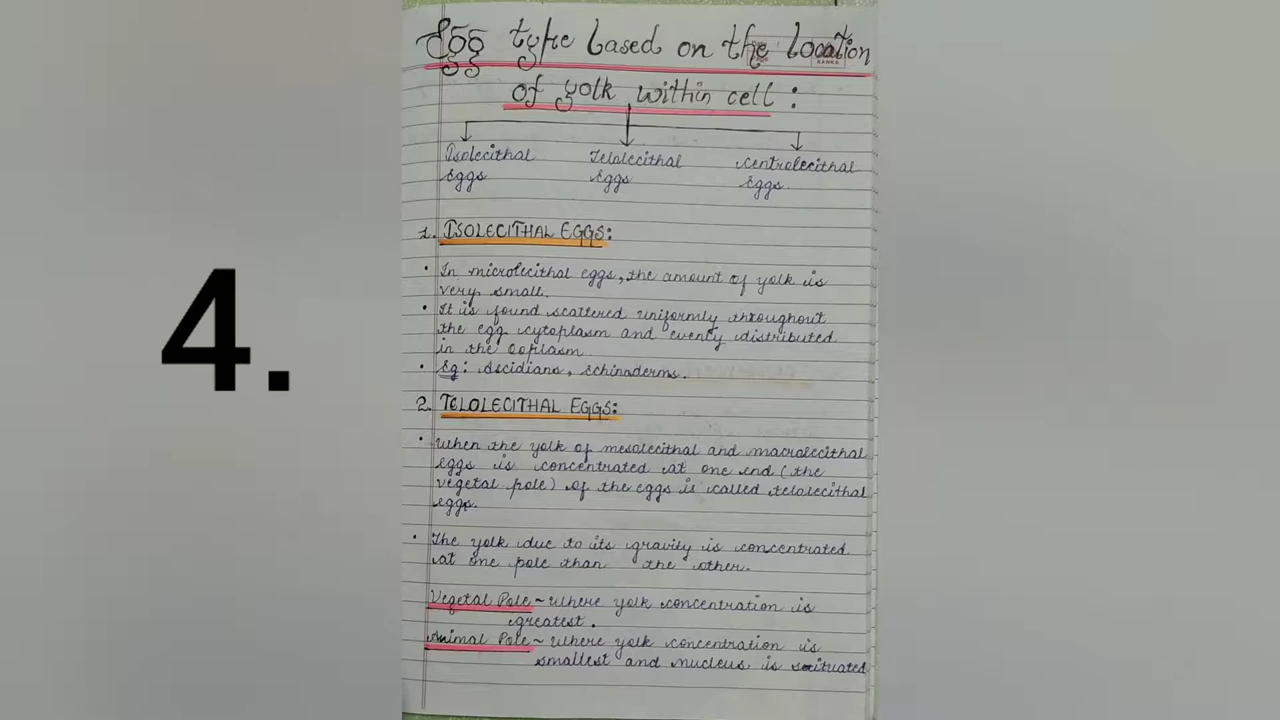 4.
Egg type based on the location
of yolk within cell :
Isolecithal Telolecithal Centrolecithal
Eggs Eggs Eggs.
1. ISOLECITHAL EGGS:
• In microlecithal eggs, the amount of yolk is
very small.
• It is found scattered uniformly throughout
the egg cytoplasm and evenly distributed
in the ooplasm.
• Eg: Ascidians, Echinoderms.
2. TELOLECITHAL EGGS:
• When the yolk of mesolecithal and macrolecithal
eggs is concentrated at one end (the
vegetal pole) of the eggs is called telolecithal
eggs.
• The yolk due to its gravity is concentrated
at one pole than the other.
Vegetal Pole ~ Where yolk concentration is
greatest.
Animal Pole ~ Where yolk concentration is
smallest and nucleus is situated